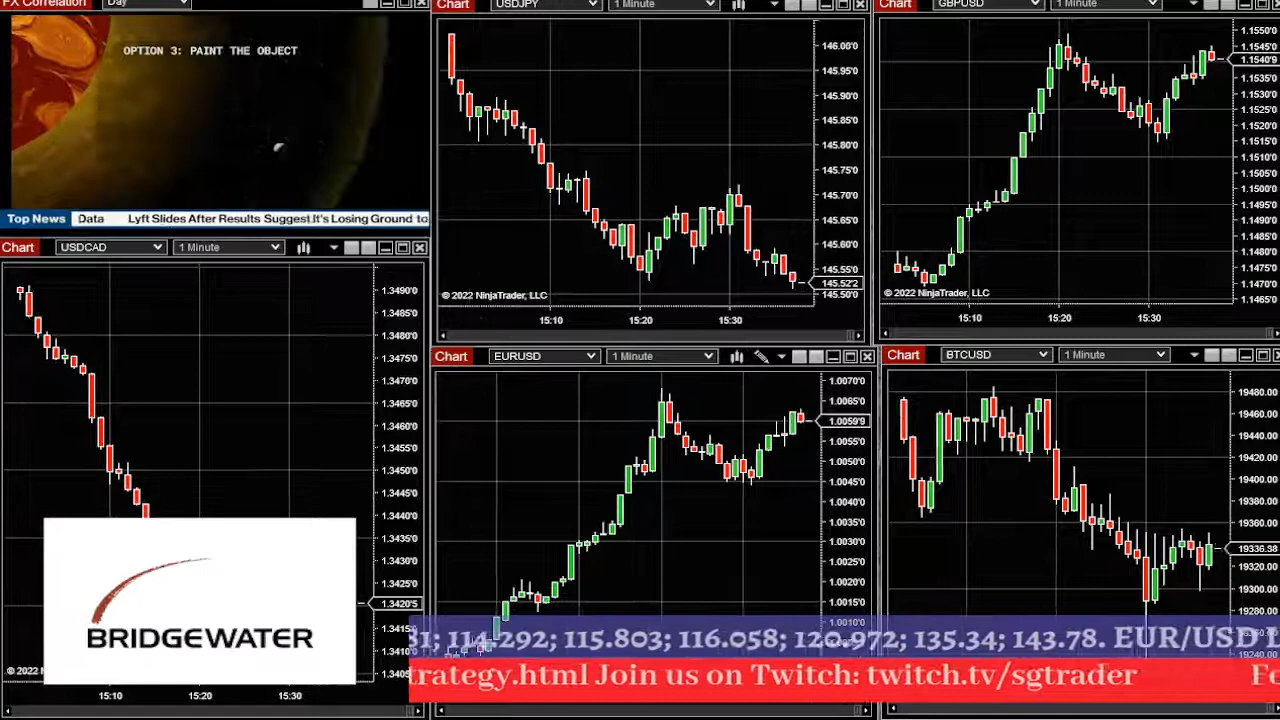 FX Correlation
Day
OPTION 3: PAINT THE OBJECT
Top News
Data
Lyft Slides After Results Suggest It's Losing Ground to
Chart
USDJPY
1 Minute
146.00'0
145.95'0
145.90'0
145.85'0
145.80'0
145.70'0
145.65'0
145.60'0
145.55'0
145.52'2
145.50'0
© 2022 NinjaTrader, LLC
15:10
15:20
15:30
Chart
GBPUSD
1 Minute
1.1550'0
1.1545'0
1.1540'9
1.1535'0
1.1530'0
1.1525'0
1.1520'0
1.1515'0
1.1510'0
1.1505'0
1.1500'0
1.1495'0
1.1490'0
1.1485'0
1.1480'0
1.1475'0
1.1470'0
1.1465'0
© 2022 NinjaTrader, LLC
15:10
15:20
15:30
Chart
USDCAD
1 Minute
1.3490'0
1.3485'0
1.3480'0
1.3475'0
1.3470'0
1.3465'0
1.3460'0
1.3455'0
1.3450'0
1.3445'0
1.3440'0
1.3430'0
1.3425'0
1.3420'5
1.3415'0
1.3410'0
1.3405'0
© 2022 N
BRIDGEWATER
15:10
15:20
15:30
Chart
EURUSD
1 Minute
1.0070'0
1.0065'0
1.0059'9
1.0055'0
1.0050'0
1.0045'0
1.0040'0
1.0035'0
1.0030'0
1.0025'0
1.0020'0
1.0015'0
1.0010'0
Chart
BTCUSD
1 Minute
19480.00
19460.00
19440.00
19420.00
19400.00
19380.00
19360.00
19336.38
19320.00
19300.00
19280.00
19240.00
31; 114.292; 115.803; 116.058; 120.972; 135.34; 143.78. EUR/USD
trategy.html Join us on Twitch: twitch.tv/sgtrader
Fe